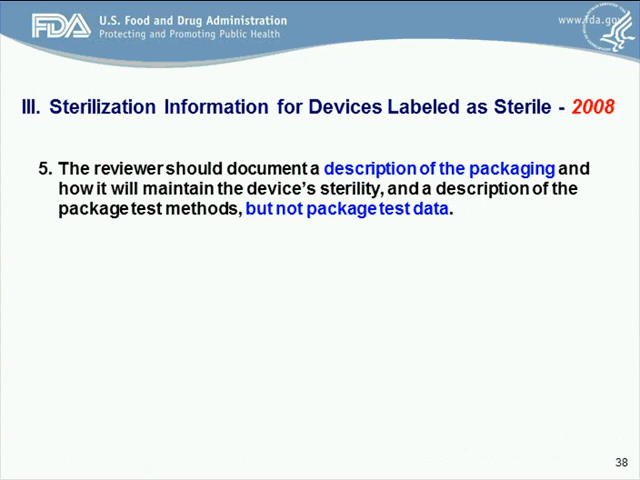 FDA U.S. Food and Drug Administration
Protecting and Promoting Public Health
www.fda.gov
III. Sterilization Information for Devices Labeled as Sterile - 2008
5. The reviewer should document a description of the packaging and
how it will maintain the device's sterility, and a description of the
package test methods, but not package test data.
38